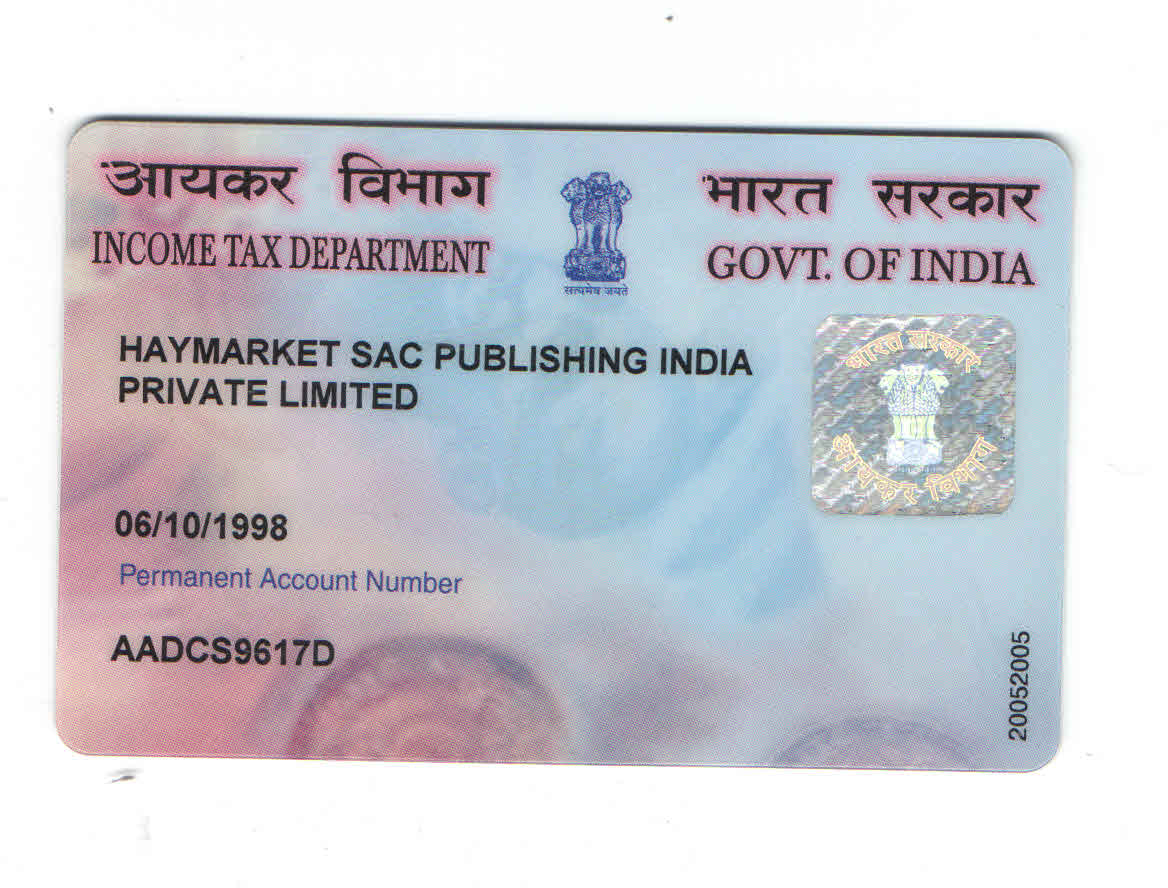 आयकर विभाग
INCOME TAX DEPARTMENT
सत्यमेव जयते
भारत सरकार
GOVT. OF INDIA
HAYMARKET SAC PUBLISHING INDIA
PRIVATE LIMITED
भारत सरकार
आयकर विभाग
06/10/1998
Permanent Account Number
AADCS9617D
20052005